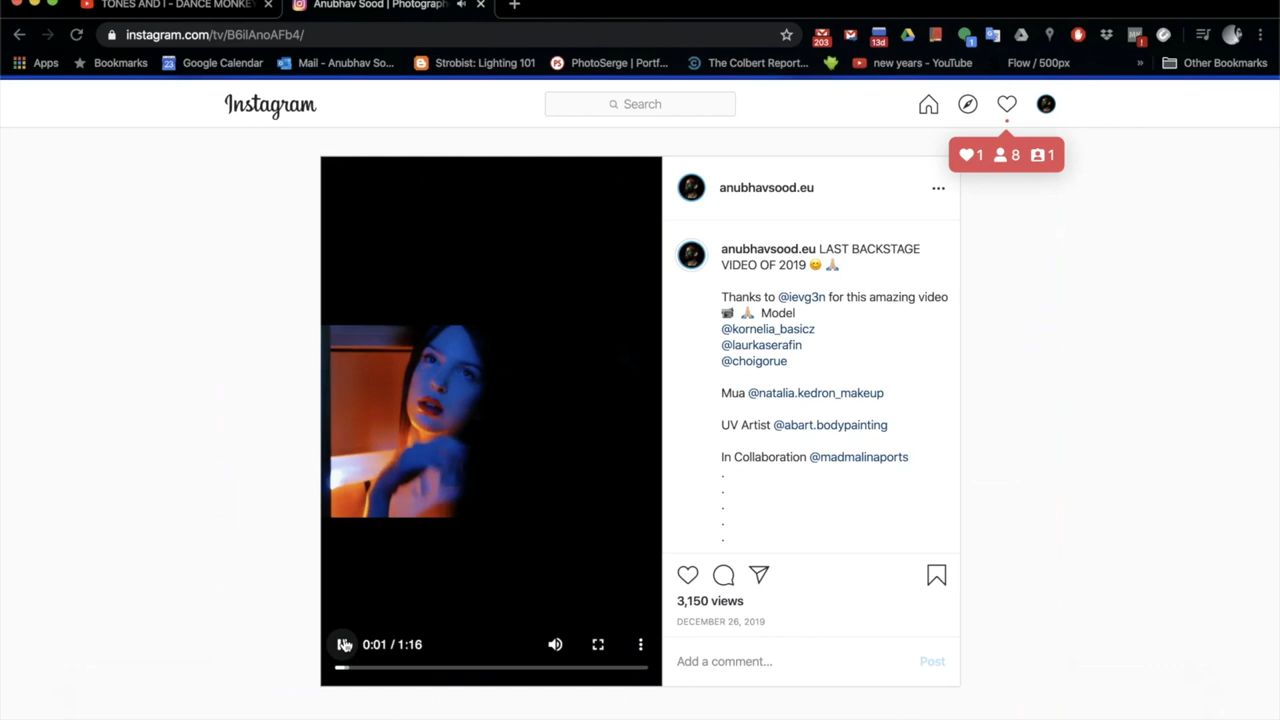 TONES AND I - DANCE MONKEY
Anubhav Sood | Photograph
instagram.com/tv/B6ilAnoAFb4/
203
13d
1
Apps
Bookmarks
23
Google Calendar
Mail - Anubhav So...
Strobist: Lighting 101
PhotoSerge | Portf...
The Colbert Report...
new years - YouTube
Flow / 500px
»
Other Bookmarks
Instagram
Search
1 8 1
anubhavsood.eu
anubhavsood.eu LAST BACKSTAGE
VIDEO OF 2019 😊 🙏🏼
Thanks to @ievg3n for this amazing video
📹 🙏🏼 Model
@kornelia_basicz
@laurkaserafin
@choigorue
Mua @natalia.kedron_makeup
UV Artist @abart.bodypainting
In Collaboration @madmalinaports
.
.
.
.
.
3,150 views
DECEMBER 26, 2019
0:01 / 1:16
Add a comment...
Post